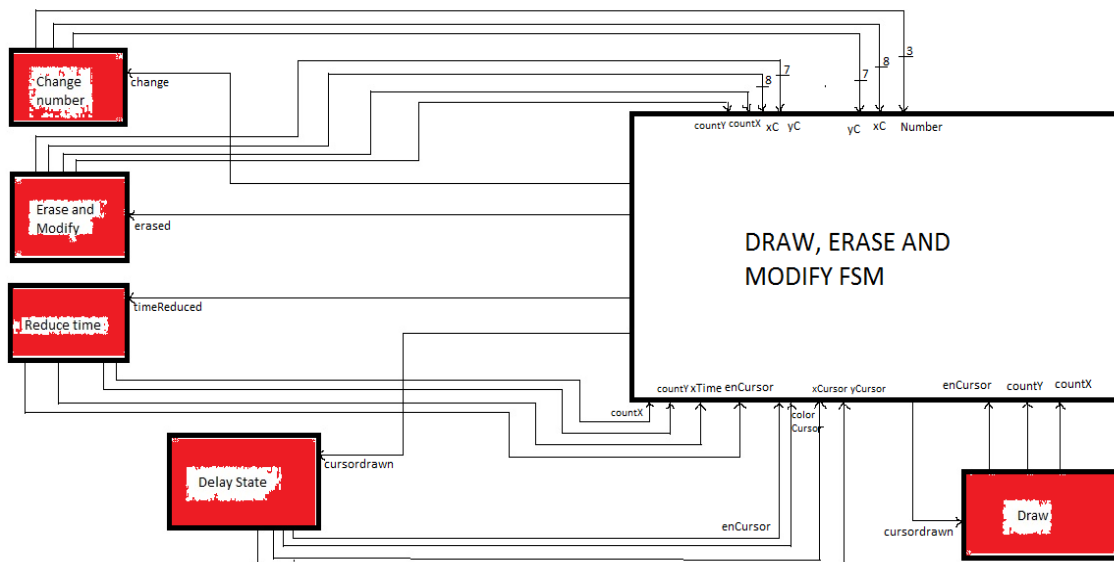 3
8
7
7
8
Change
number
change
countY countX xC yC
yC xC Number
Erase and
Modify
erased
DRAW, ERASE AND
MODIFY FSM
timeReduced
Reduce time
countY xTime enCursor
xCursor yCursor
enCursor countY countX
countX
color
Cursor
cursordrawn
Delay State
enCursor
cursordrawn
Draw